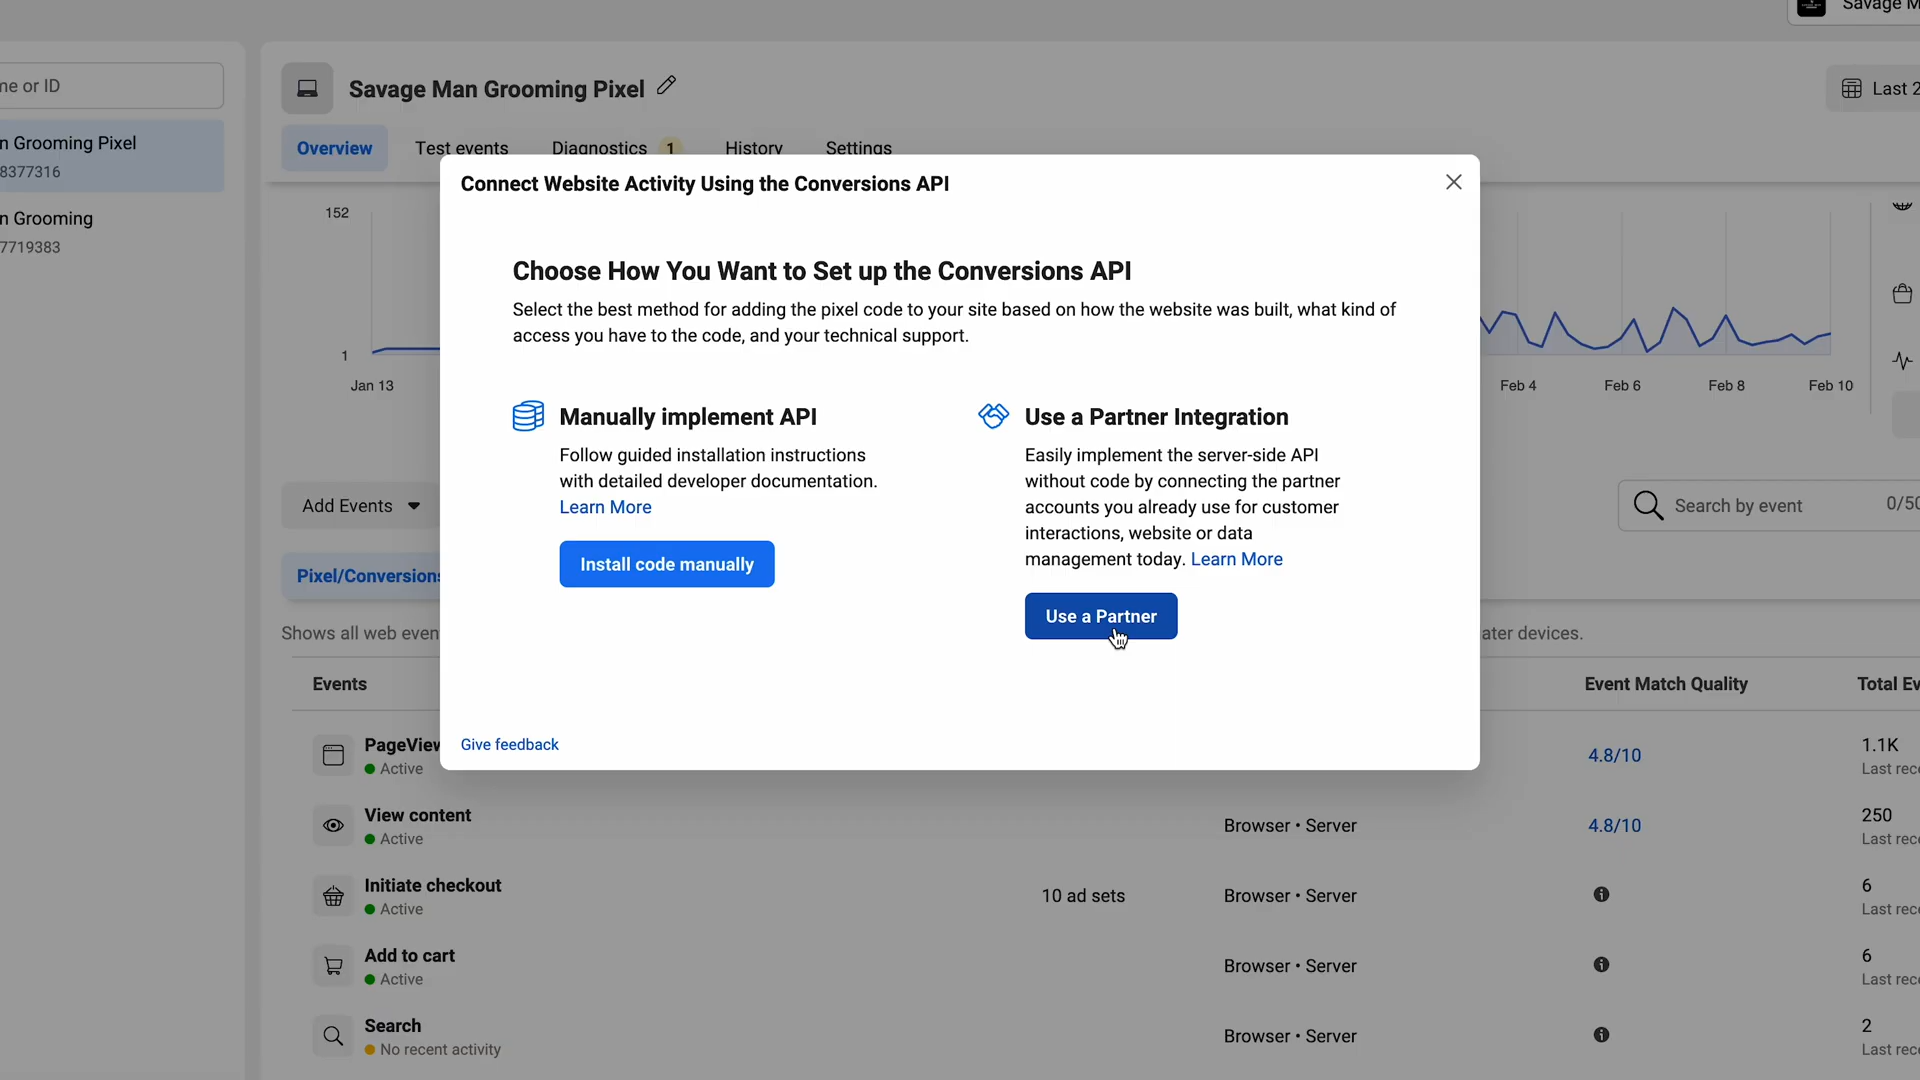 Savage M
me or ID
Savage Man Grooming Pixel
Last 2
n Grooming Pixel
8377316
Overview
Test events
Diagnostics 1
History
Settings
Connect Website Activity Using the Conversions API
n Grooming
7719383
152
1
Jan 13
Feb 4
Feb 6
Feb 8
Feb 10
Choose How You Want to Set up the Conversions API
Select the best method for adding the pixel code to your site based on how the website was built, what kind of
access you have to the code, and your technical support.
Manually implement API
Follow guided installation instructions
with detailed developer documentation.
Learn More
Install code manually
Use a Partner Integration
Easily implement the server-side API
without code by connecting the partner
accounts you already use for customer
interactions, website or data
management today. Learn More
Use a Partner
Give feedback
Add Events
Search by event
0/50
Pixel/Conversions
Shows all web even
ater devices.
Events
Event Match Quality
Total Ev
PageView
Active
4.8/10
1.1K
Last rece
View content
Active
Browser • Server
4.8/10
250
Last rece
Initiate checkout
Active
10 ad sets
Browser • Server
6
Last rece
Add to cart
Active
Browser • Server
6
Last rece
Search
No recent activity
Browser • Server
2
Last rece